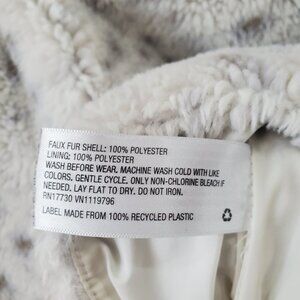 FAUX FUR SHELL: 100% POLYESTER
LINING: 100% POLYESTER
WASH BEFORE WEAR, MACHINE WASH COLD WITH LIKE
COLORS. GENTLE CYCLE. ONLY NON-CHLORINE BLEACH IF
NEEDED. LAY FLAT TO DRY. DO NOT IRON.
RN17730 VN1119796
LABEL MADE FROM 100% RECYCLED PLASTIC